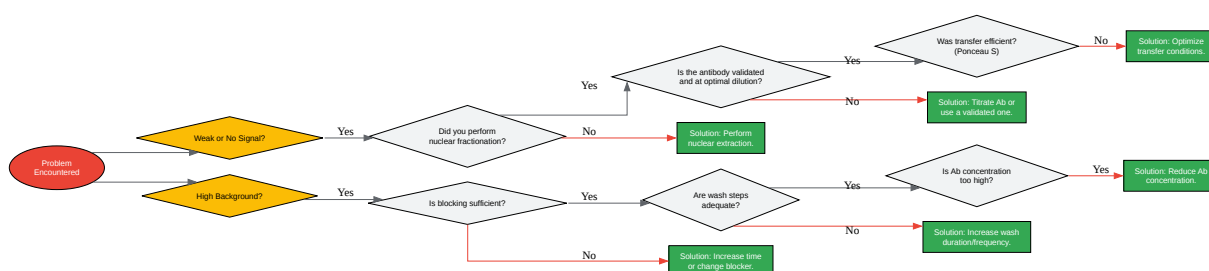 Problem
Encountered
Weak or No Signal?
Yes
Did you perform
nuclear fractionation?
Yes
No
Solution: Perform
nuclear extraction.
Is the antibody validated
and at optimal dilution?
Yes
No
Solution: Titrate Ab or
use a validated one.
Was transfer efficient?
(Ponceau S)
No
Solution: Optimize
transfer conditions.
High Background?
Yes
Is blocking sufficient?
Yes
No
Solution: Increase time
or change blocker.
Are wash steps
adequate?
Yes
No
Solution: Increase wash
duration/frequency.
Is Ab concentration
too high?
Yes
Solution: Reduce Ab
concentration.